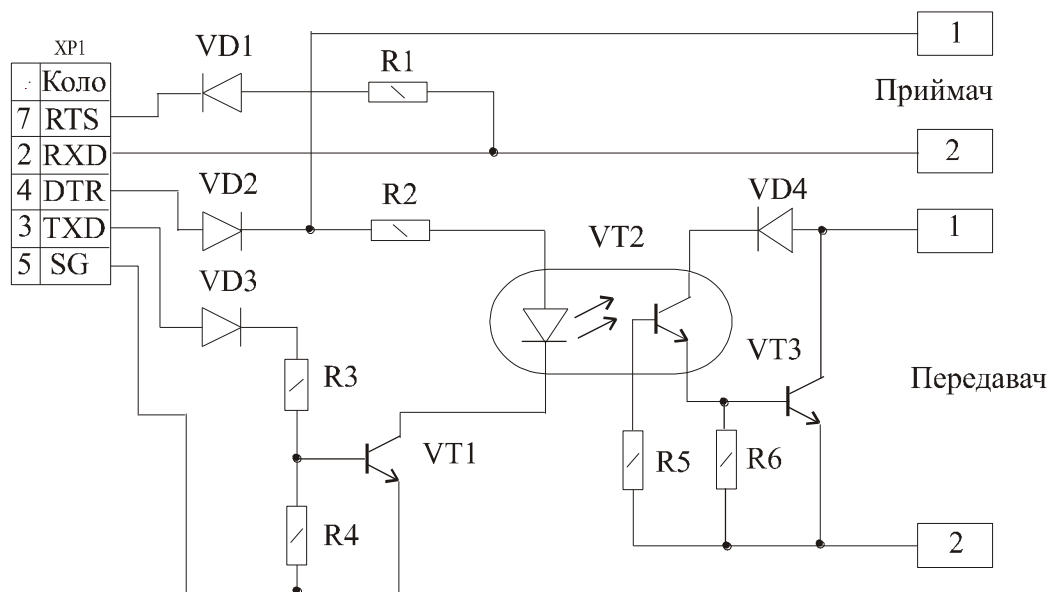 XP1
Коло
7 RTS
2 RXD
4 DTR
3 TXD
5 SG
VD1
R1
1
Приймач
2
VD2
R2
VD4
1
VT2
VD3
R3
VT3
Передавач
VT1
R5
R6
R4
2